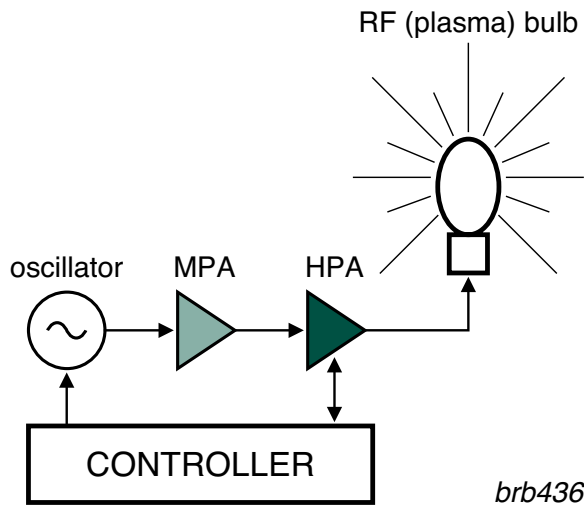 RF (plasma) bulb
oscillator
MPA
HPA
CONTROLLER
brb436